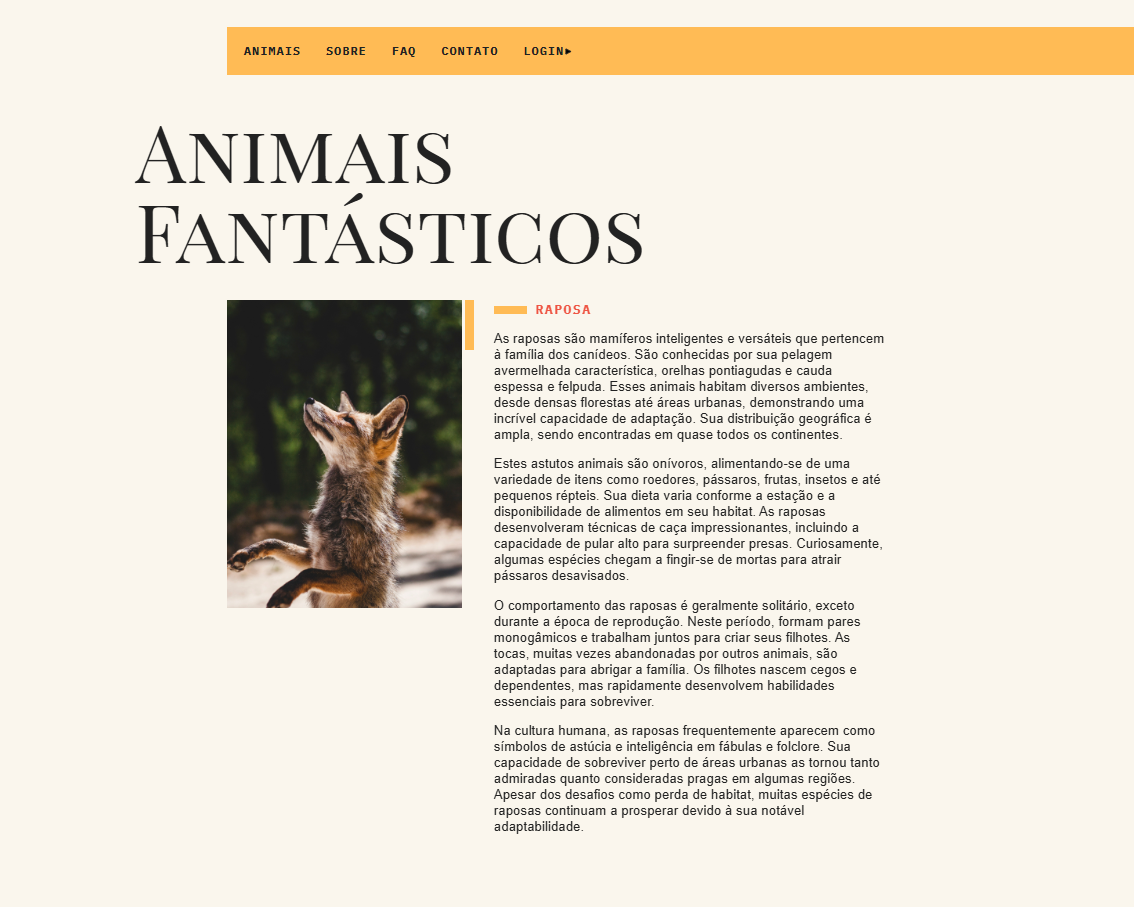 ANIMAIS SOBRE FAQ CONTATO LOGIN▸
Animais
Fantásticos
RAPOSA
As raposas são mamíferos inteligentes e versáteis que pertencem
à família dos canídeos. São conhecidas por sua pelagem
avermelhada característica, orelhas pontiagudas e cauda
espessa e felpuda. Esses animais habitam diversos ambientes,
desde densas florestas até áreas urbanas, demonstrando uma
incrível capacidade de adaptação. Sua distribuição geográfica é
ampla, sendo encontradas em quase todos os continentes.
Estes astutos animais são onívoros, alimentando-se de uma
variedade de itens como roedores, pássaros, frutas, insetos e até
pequenos répteis. Sua dieta varia conforme a estação e a
disponibilidade de alimentos em seu habitat. As raposas
desenvolveram técnicas de caça impressionantes, incluindo a
capacidade de pular alto para surpreender presas. Curiosamente,
algumas espécies chegam a fingir-se de mortas para atrair
pássaros desavisados.
O comportamento das raposas é geralmente solitário, exceto
durante a época de reprodução. Neste período, formam pares
monogâmicos e trabalham juntos para criar seus filhotes. As
tocas, muitas vezes abandonadas por outros animais, são
adaptadas para abrigar a família. Os filhotes nascem cegos e
dependentes, mas rapidamente desenvolvem habilidades
essenciais para sobreviver.
Na cultura humana, as raposas frequentemente aparecem como
símbolos de astúcia e inteligência em fábulas e folclore. Sua
capacidade de sobreviver perto de áreas urbanas as tornou tanto
admiradas quanto consideradas pragas em algumas regiões.
Apesar dos desafios como perda de habitat, muitas espécies de
raposas continuam a prosperar devido à sua notável
adaptabilidade.